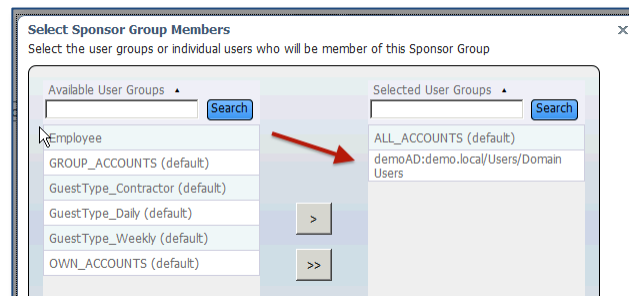 Select Sponsor Group Members
Select the user groups or individual users who will be member of this Sponsor Group
Available User Groups
Search
Employee
GROUP_ACCOUNTS (default)
GuestType_Contractor (default)
GuestType_Daily (default)
GuestType_Weekly (default)
OWN_ACCOUNTS (default)
>
>>
Selected User Groups
Search
ALL_ACCOUNTS (default)
demoAD:demo.local/Users/Domain
Users